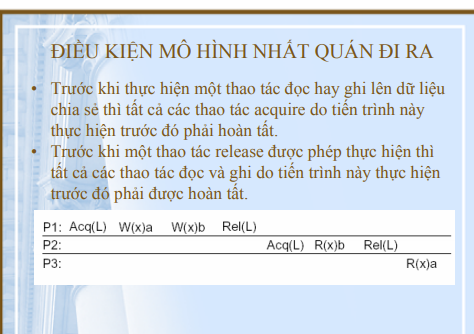 ĐIỀU KIỆN MÔ HÌNH NHẤT QUÁN ĐI RA
• Trước khi thực hiện một thao tác đọc hay ghi lên dữ liệu
chia sẻ thì tất cả các thao tác acquire do tiến trình này
thực hiện trước đó phải hoàn tất.
• Trước khi một thao tác release được phép thực hiện thì
tất cả các thao tác đọc và ghi do tiến trình này thực hiện
trước đó phải được hoàn tất.
P1: Acq(L) W(x)a W(x)b Rel(L)
P2: Acq(L) R(x)b Rel(L)
P3: R(x)a